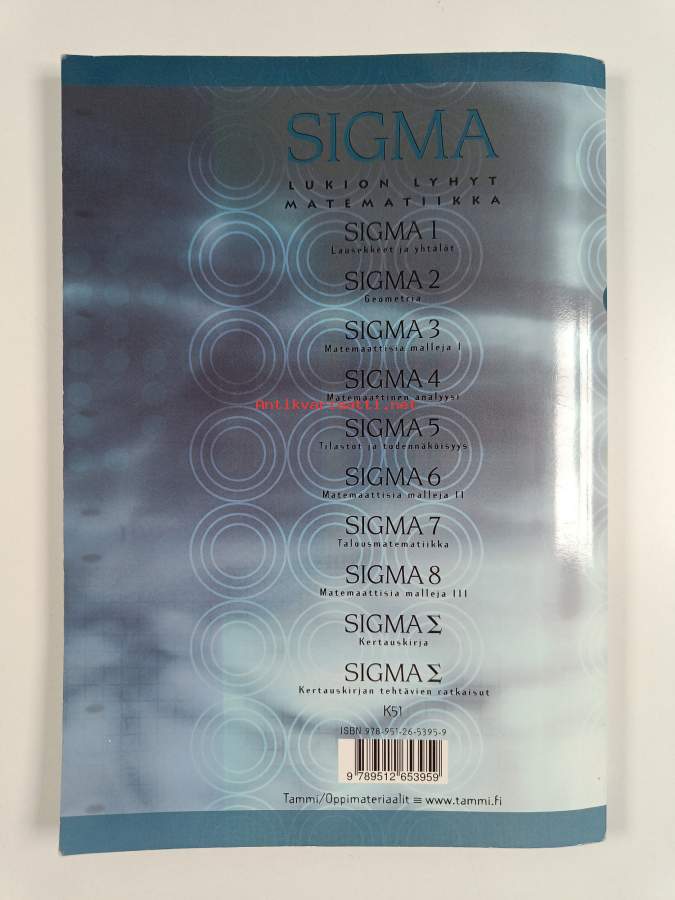 SIGMA
LUKION LYHYT
MATEMATIIKKA
SIGMA 1
Lausekkeet ja yhtälöt
SIGMA 2
Geometria
SIGMA 3
Matemaattisia malleja I
SIGMA 4
Matemaattinen analyysi
Antikvarisatti.net
SIGMA 5
Tilastot ja todennäköisyys
SIGMA 6
Matemaattisia malleja II
SIGMA 7
Talousmatematiikka
SIGMA 8
Matemaattisia malleja III
SIGMA Σ
Kertauskirja
SIGMA Σ
Kertauskirjan tehtävien ratkaisut
K51
ISBN 978-951-26-5395-9
9 789512 653959
Tammi/Oppimateriaalit ≡ www.tammi.fi